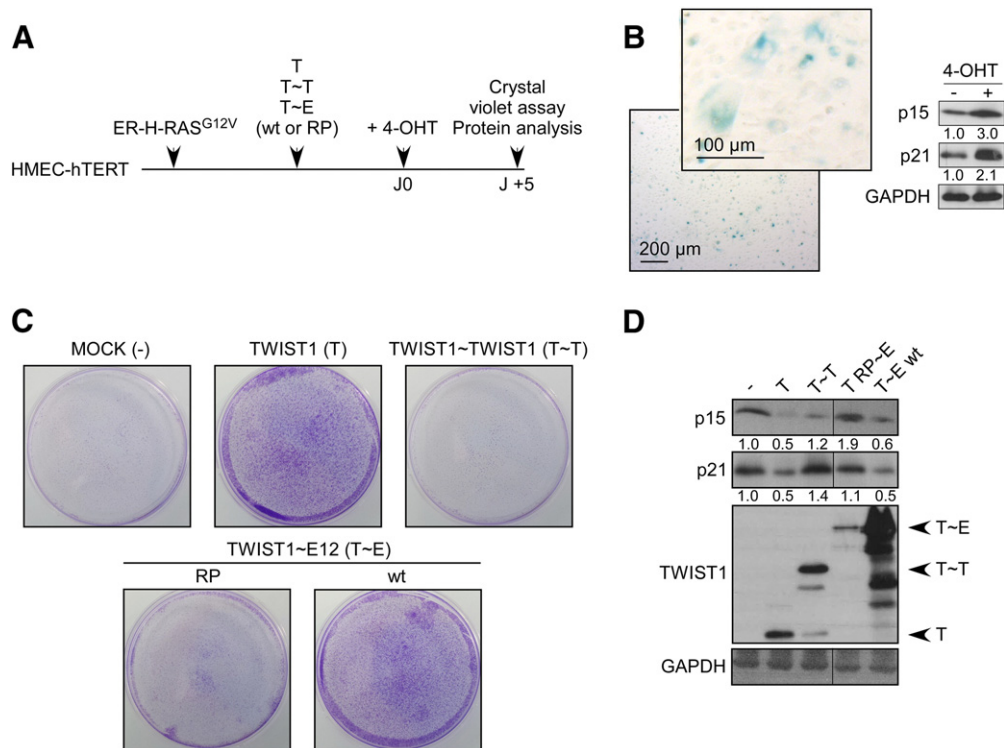 A
T
T~T
T~E
(wt or RP)
ER-H-RASG12V
+ 4-OHT
Crystal
violet assay
Protein analysis
HMEC-hTERT
J0
J +5
B
100 µm
200 µm
4-OHT
- +
p15
1.0 3.0
p21
1.0 2.1
GAPDH
C
MOCK (-)
TWIST1 (T)
TWIST1~TWIST1 (T~T)
TWIST1~E12 (T~E)
RP
wt
D
- T T~T T RP~E T~E wt
p15
1.0 0.5 1.2 1.9 0.6
p21
1.0 0.5 1.4 1.1 0.5
TWIST1
T~E
T~T
T
GAPDH